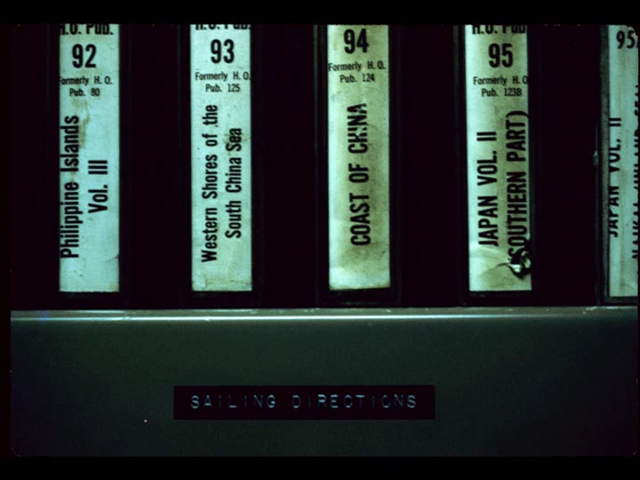 H.O. Pub.
92
Formerly H. O.
Pub. 80
Philippine Islands
Vol. III
H.O. Pub.
93
Formerly H. O.
Pub. 125
Western Shores of the
South China Sea
94
Formerly H. O.
Pub. 124
COAST OF CHINA
H.O. Pub.
95
Formerly H. O.
Pub. 123B
JAPAN VOL. II
(SOUTHERN PART)
95
JAPAN VOL. II
SAILING DIRECTIONS